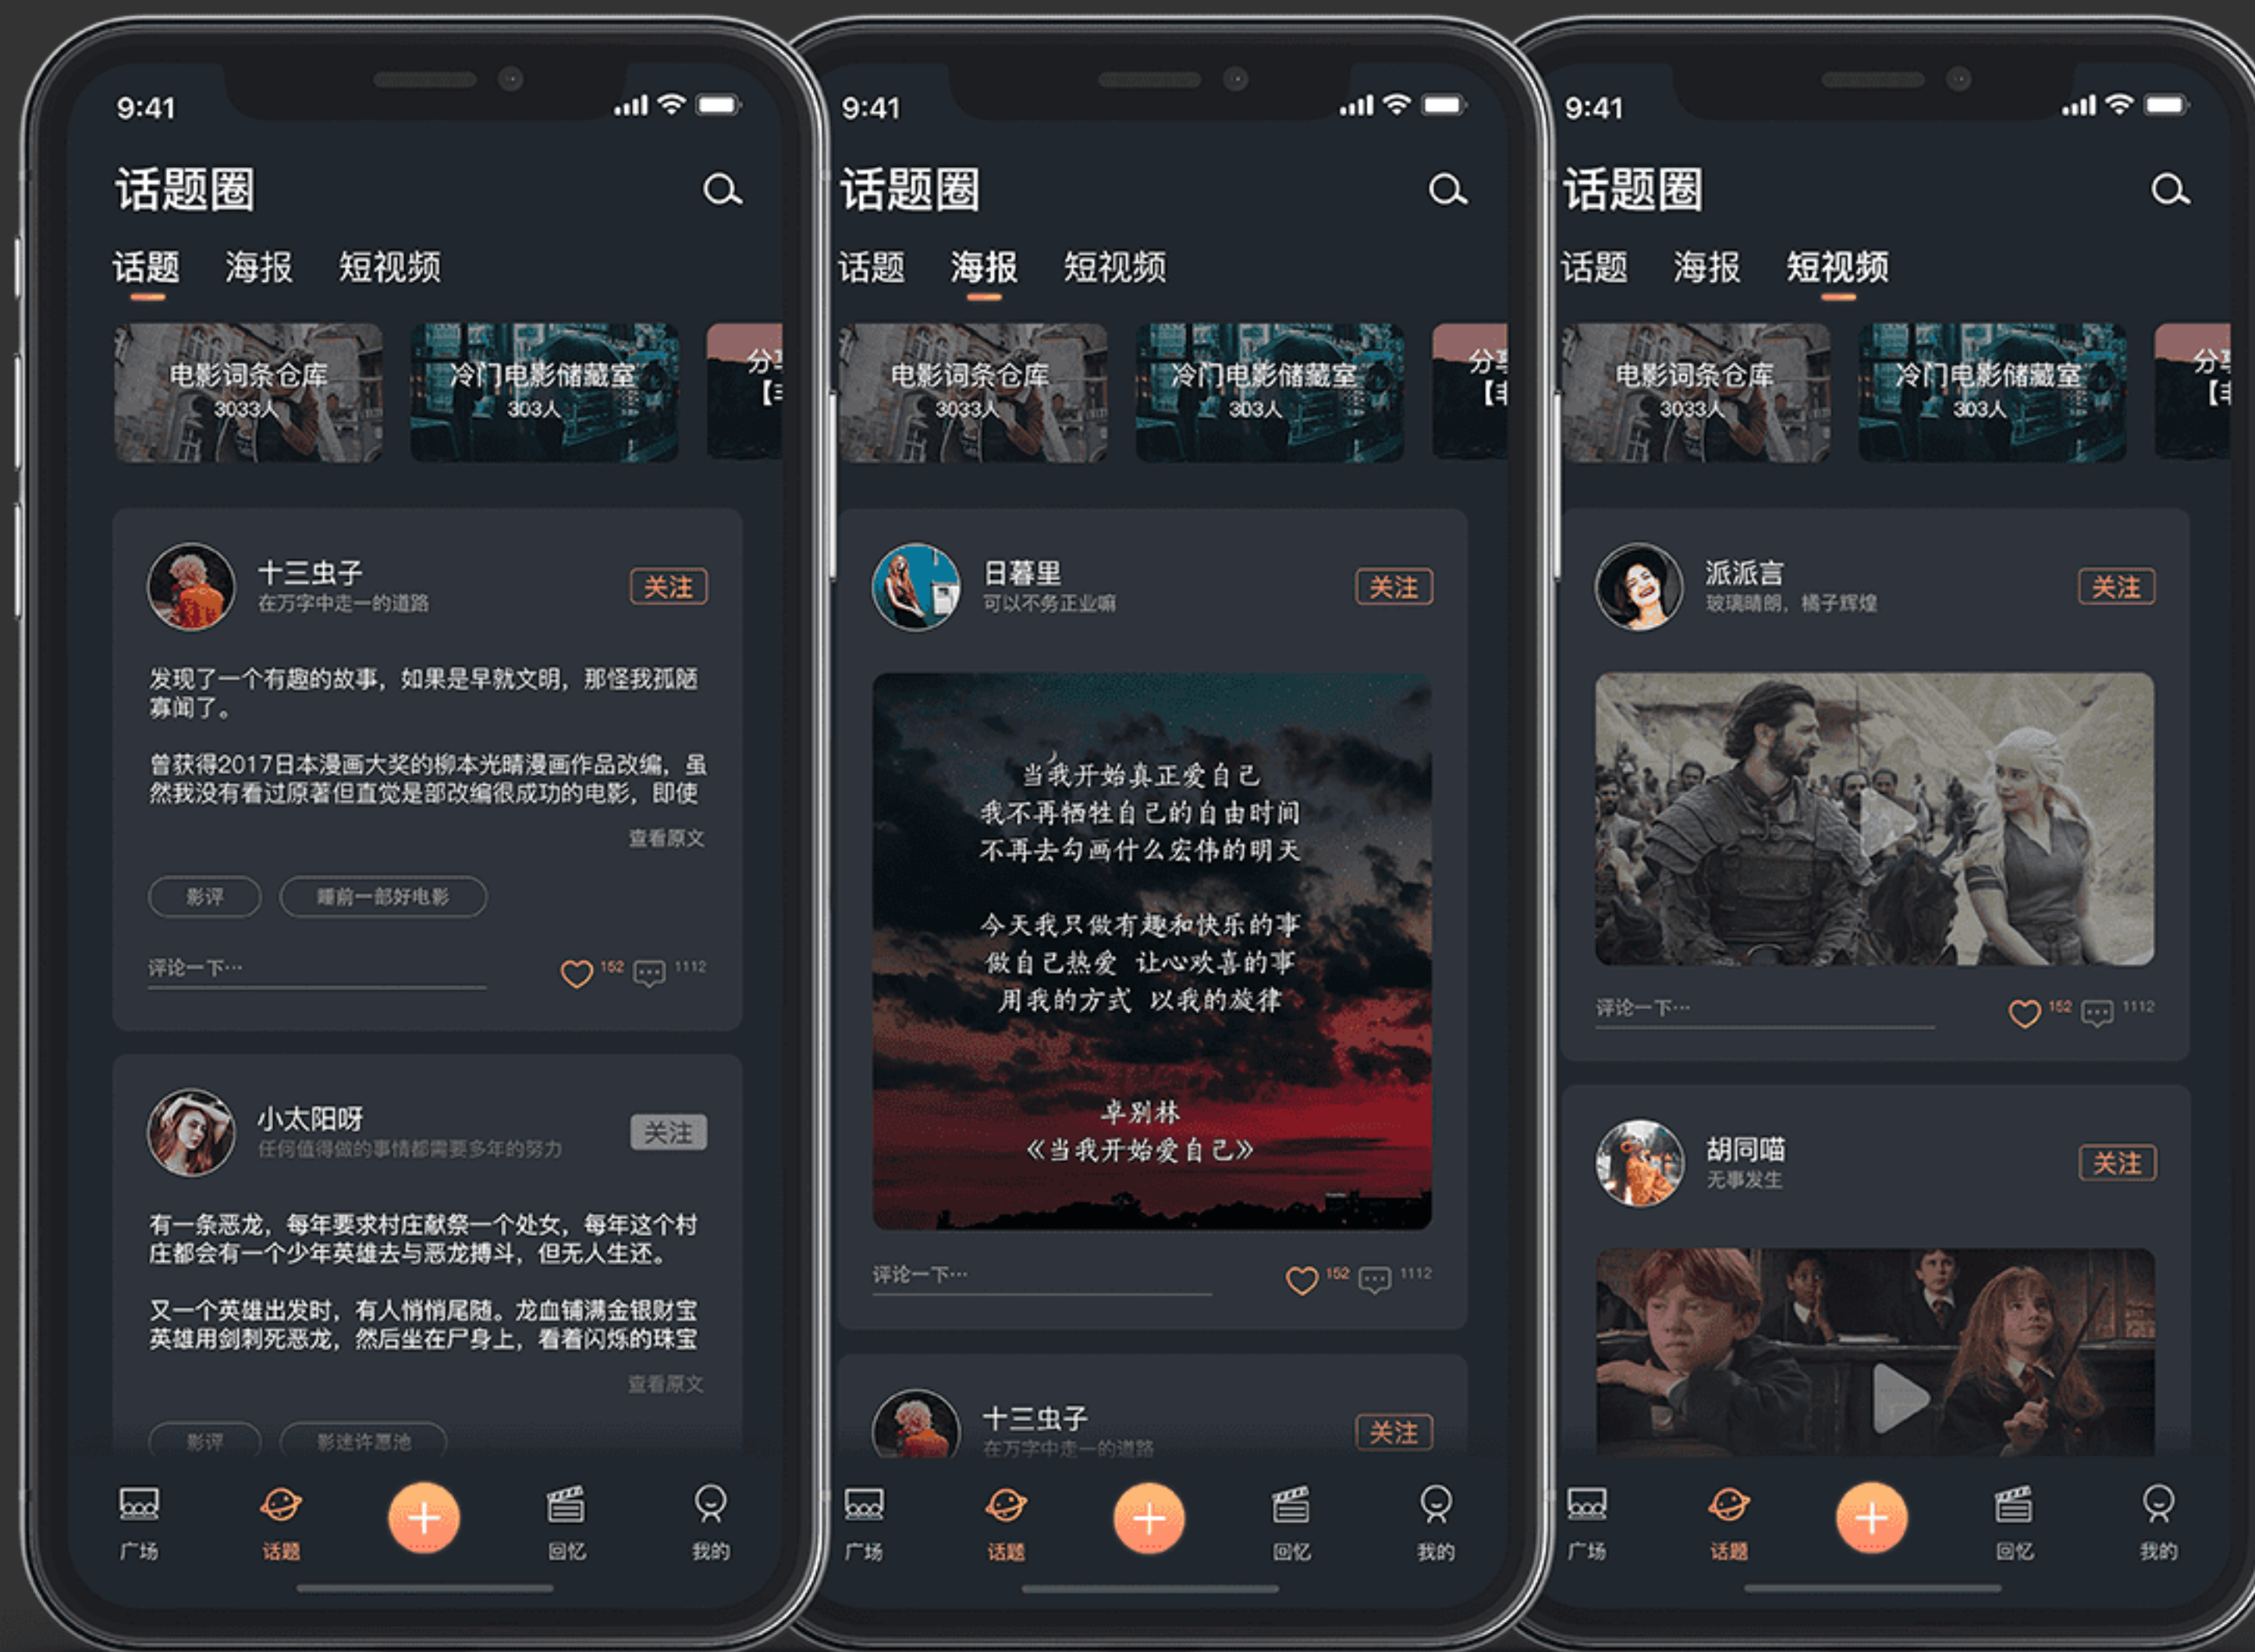 9:41
话题圈
话题 海报 短视频
电影词条仓库
3033人
冷门电影储藏室
303人
分享
十三虫子
在万字中走一的道路
关注
发现了一个有趣的故事，如果是早就文明，那怪我孤陋
寡闻了。
曾获得2017日本漫画大奖的柳本光晴漫画作品改编，虽
然我没有看过原著但直觉是部改编很成功的电影，即使
查看原文
影评 睡前一部好电影
评论一下… 152 1112
小太阳呀
任何值得做的事情都需要多年的努力
关注
有一条恶龙，每年要求村庄献祭一个处女，每年这个村
庄都会有一个少年英雄去与恶龙搏斗，但无人生还。
又一个英雄出发时，有人悄悄尾随。龙血铺满金银财宝
英雄用剑刺死恶龙，然后坐在尸身上，看着闪烁的珠宝
查看原文
影评 影迷许愿池
广场 话题 回忆 我的
9:41
话题圈
话题 海报 短视频
电影词条仓库
3033人
冷门电影储藏室
303人
分享
日暮里
可以不务正业嘛
关注
当我开始真正爱自己
我不再牺牲自己的自由时间
不再去勾画什么宏伟的明天
今天我只做有趣和快乐的事
做自己热爱 让心欢喜的事
用我的方式 以我的旋律
卓别林
《当我开始爱自己》
评论一下… 152 1112
十三虫子
在万字中走一的道路
关注
广场 话题 回忆 我的
9:41
话题圈
话题 海报 短视频
电影词条仓库
3033人
冷门电影储藏室
303人
分享
派派言
玻璃晴朗，橘子辉煌
关注
评论一下… 152 1112
胡同喵
无事发生
关注
广场 话题 回忆 我的